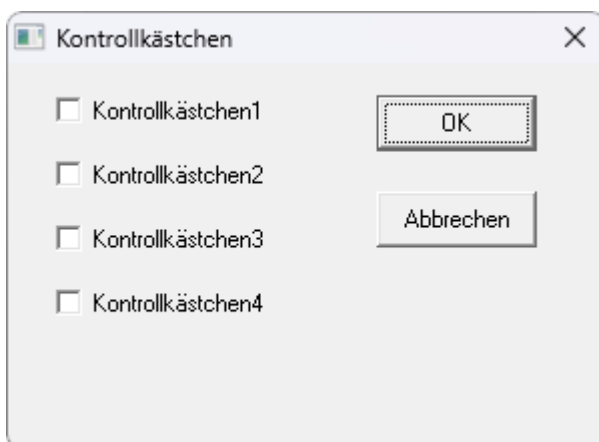 Kontrollkästchen
Kontrollkästchen1
Kontrollkästchen2
Kontrollkästchen3
Kontrollkästchen4
OK
Abbrechen